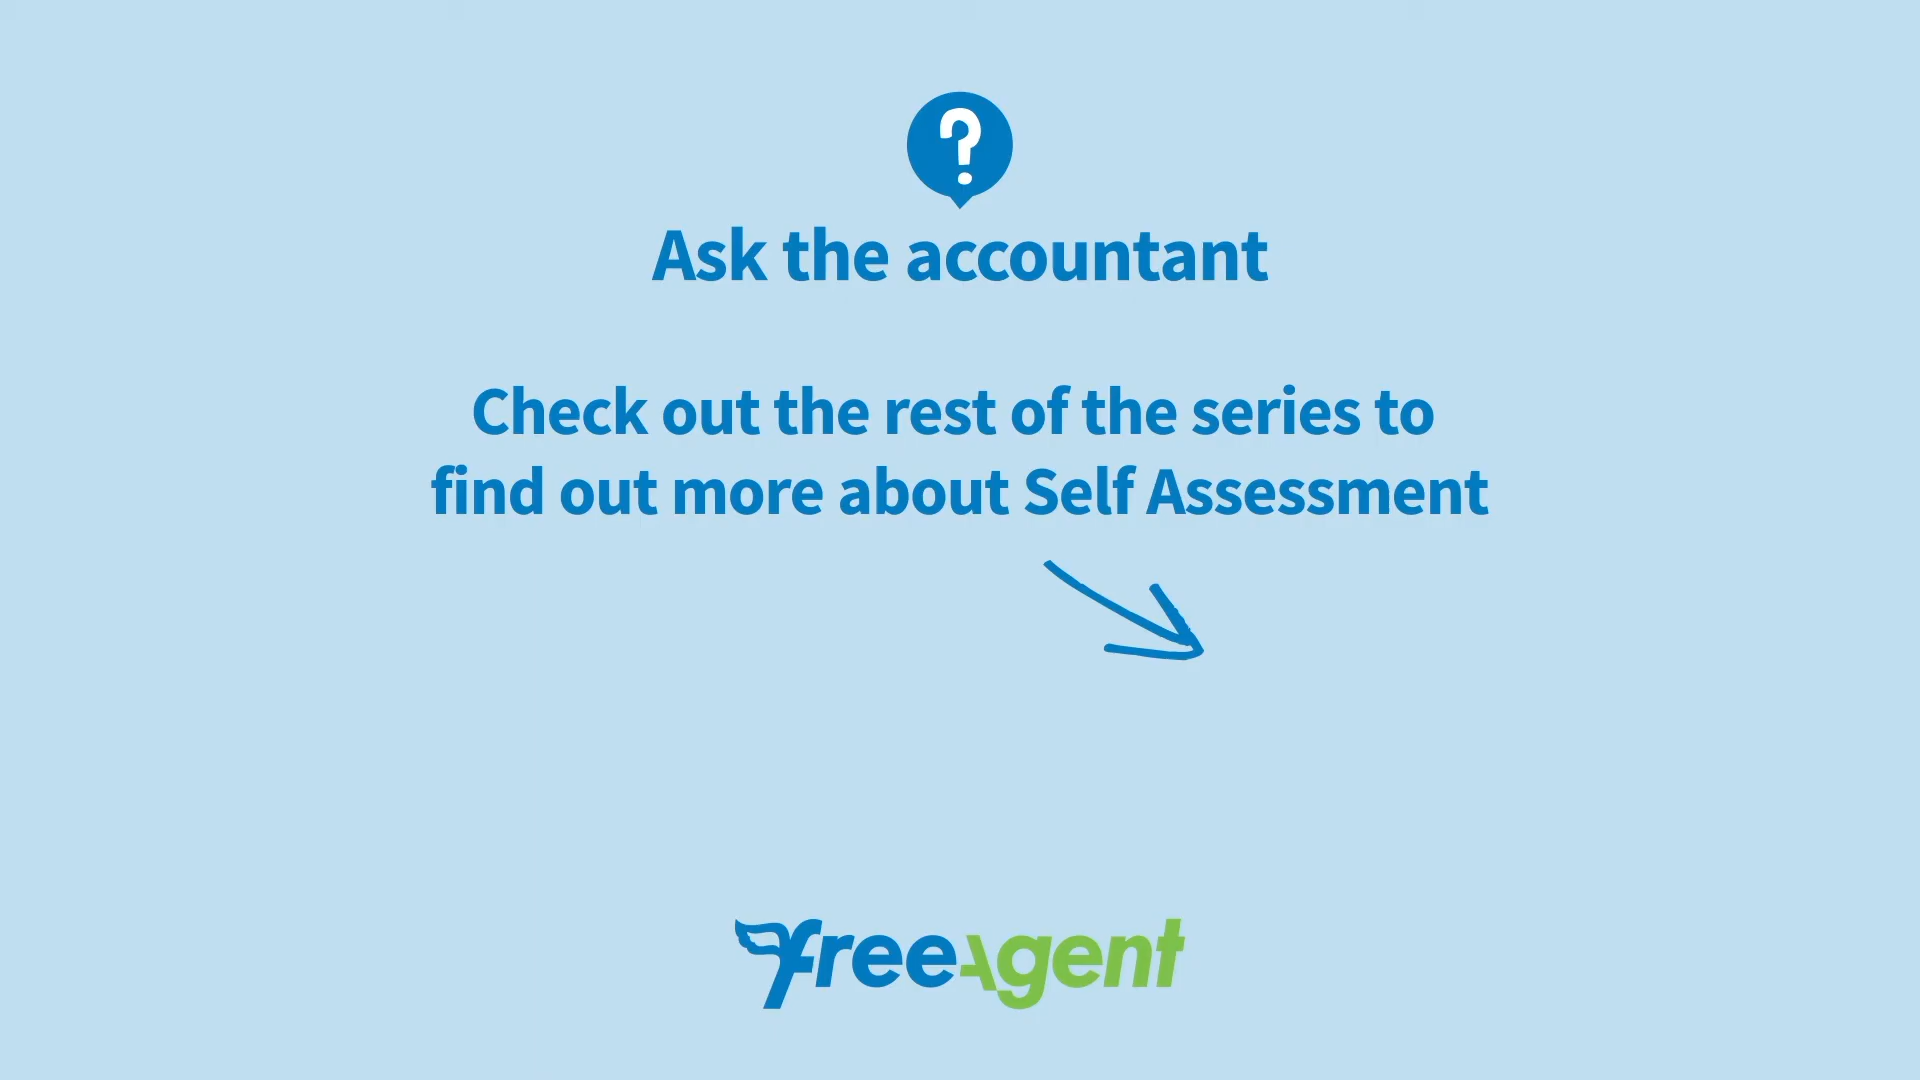 ?
Ask the accountant
Check out the rest of the series to
find out more about Self Assessment
freeAgent